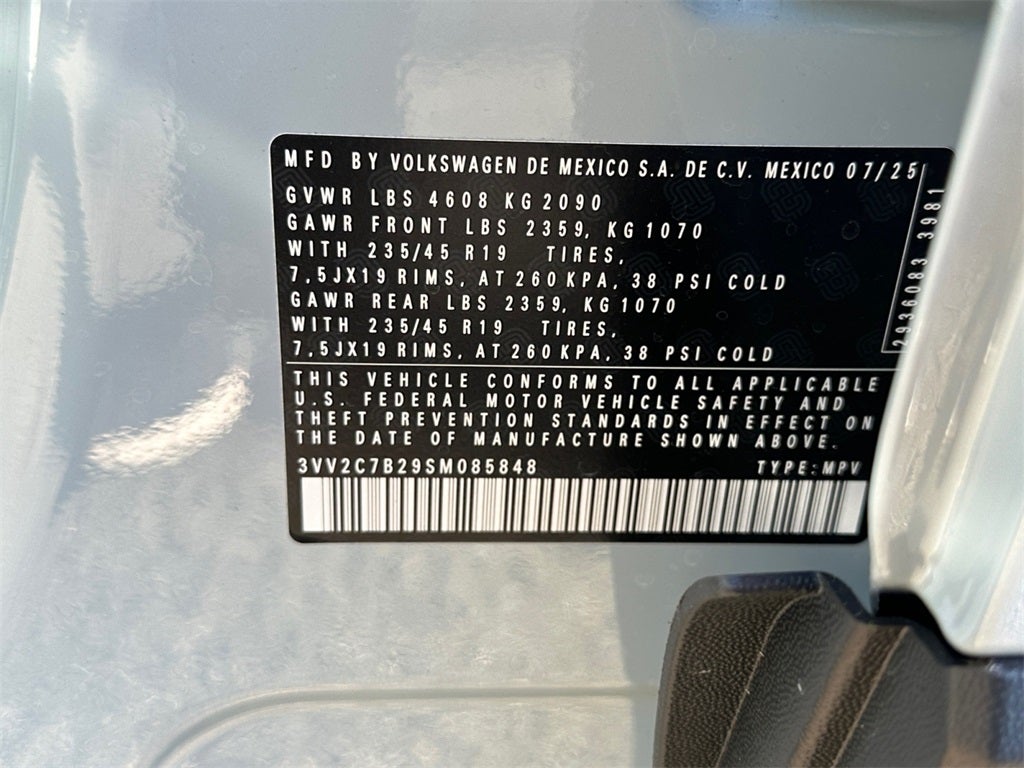 MFD BY VOLKSWAGEN DE MEXICO S.A. DE C.V. MEXICO 07/25
GVWR LBS 4608 KG 2090
GAWR FRONT LBS 2359, KG 1070
WITH 235/45 R19 TIRES,
7,5JX19 RIMS, AT 260 KPA, 38 PSI COLD
GAWR REAR LBS 2359, KG 1070
WITH 235/45 R19 TIRES,
7,5JX19 RIMS, AT 260 KPA, 38 PSI COLD
2936083 3981
THIS VEHICLE CONFORMS TO ALL APPLICABLE
U.S. FEDERAL MOTOR VEHICLE SAFETY AND
THEFT PREVENTION STANDARDS IN EFFECT ON
THE DATE OF MANUFACTURE SHOWN ABOVE.
3VV2C7B29SM085848 TYPE:MPV